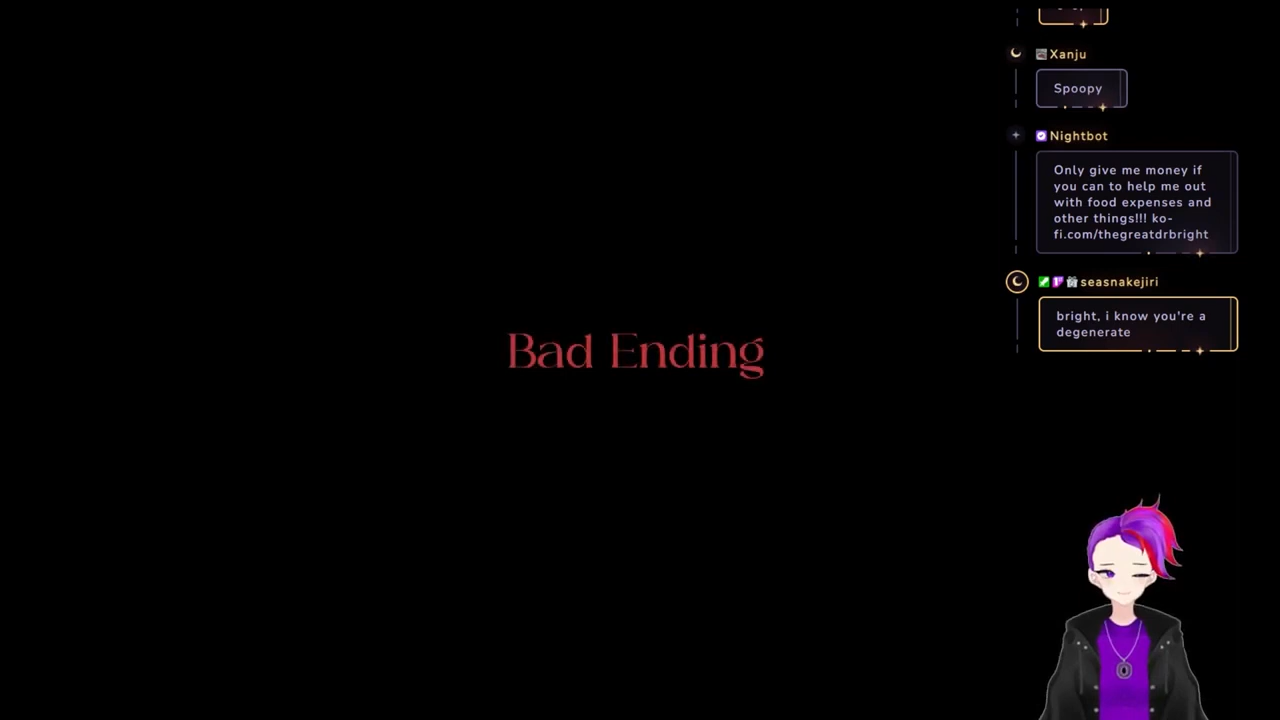 Xanju
Spoopy
Nightbot
Only give me money if
you can to help me out
with food expenses and
other things!!! ko-
fi.com/thegreatdrbright
seasnakejiri
bright, i know you're a
degenerate
Bad Ending